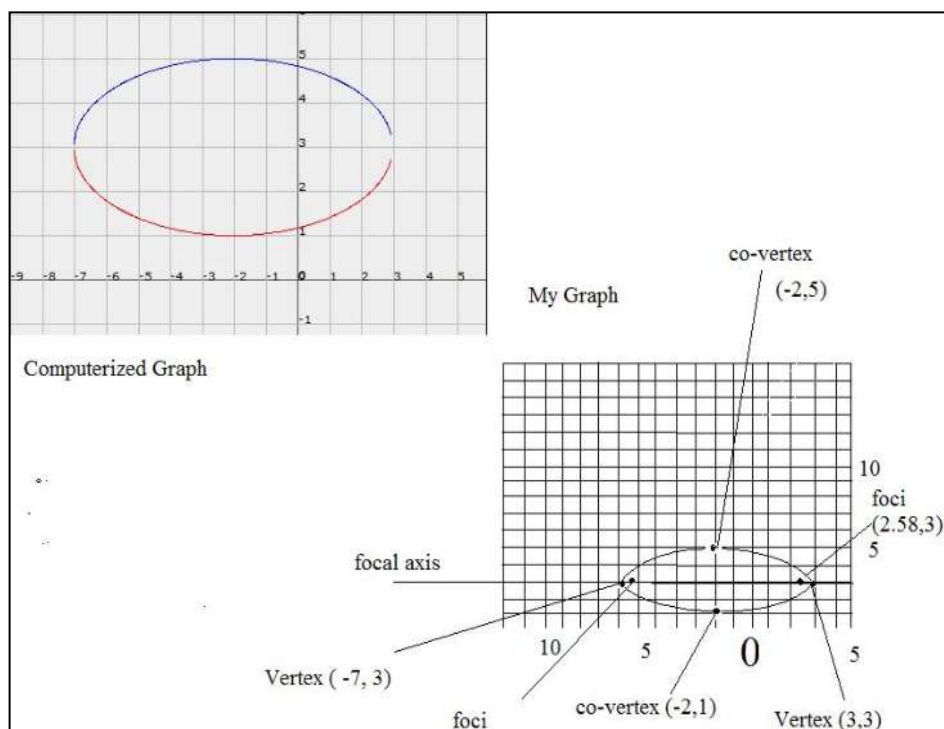 5
4
3
2
1
-9 -8 -7 -6 -5 -4 -3 -2 -1 0 1 2 3 4 5
-1
co-vertex
(-2,5)
My Graph
Computerized Graph
10
foci
(2.58,3)
5
focal axis
10 5 0 5
Vertex ( -7, 3)
foci
co-vertex (-2,1)
Vertex (3,3)